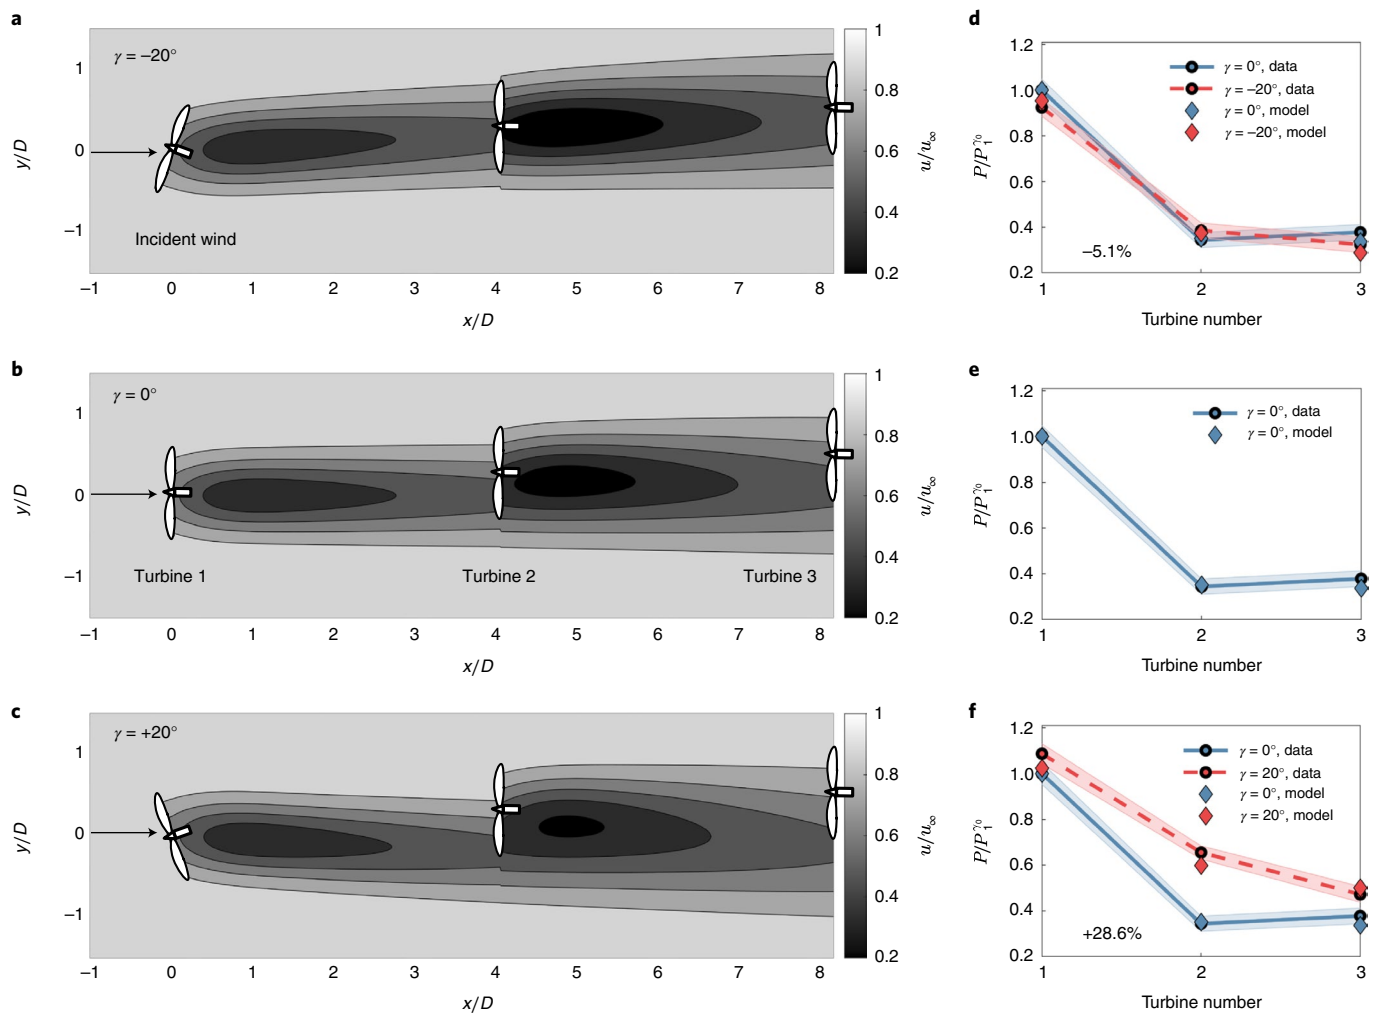 a
γ = –20°
1
0
–1
y/D
Incident wind
–1 0 1 2 3 4 5 6 7 8
x/D
1
0.8
0.6
0.4
0.2
u/u∞
d
1.2
1.0
0.8
0.6
0.4
0.2
P/P₁^γ₀
γ = 0°, data
γ = –20°, data
γ = 0°, model
γ = –20°, model
–5.1%
1 2 3
Turbine number
b
γ = 0°
1
0
–1
y/D
Turbine 1 Turbine 2 Turbine 3
–1 0 1 2 3 4 5 6 7 8
x/D
1
0.8
0.6
0.4
0.2
u/u∞
e
1.2
1.0
0.8
0.6
0.4
0.2
P/P₁^γ₀
γ = 0°, data
γ = 0°, model
1 2 3
Turbine number
c
γ = +20°
1
0
–1
y/D
–1 0 1 2 3 4 5 6 7 8
x/D
1
0.8
0.6
0.4
0.2
u/u∞
f
1.2
1.0
0.8
0.6
0.4
0.2
P/P₁^γ₀
γ = 0°, data
γ = 20°, data
γ = 0°, model
γ = 20°, model
+28.6%
1 2 3
Turbine number